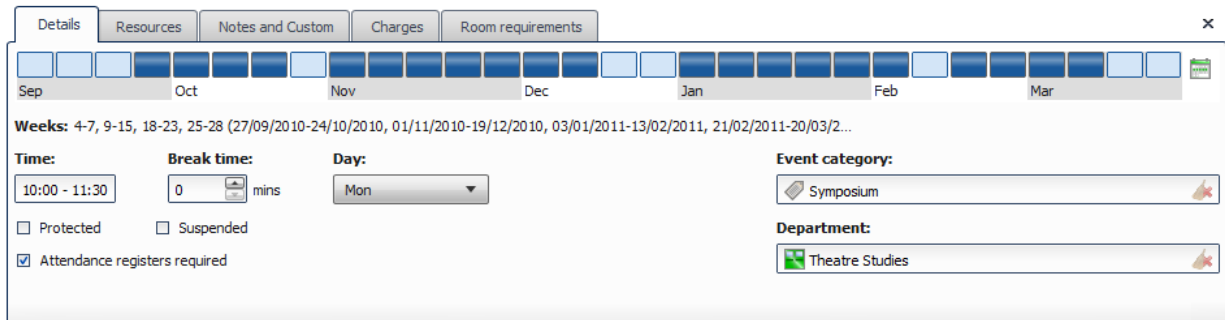 Details Resources Notes and Custom Charges Room requirements
Sep Oct Nov Dec Jan Feb Mar
Weeks: 4-7, 9-15, 18-23, 25-28 (27/09/2010-24/10/2010, 01/11/2010-19/12/2010, 03/01/2011-13/02/2011, 21/02/2011-20/03/2...
Time: Break time: Day: Event category:
10:00 - 11:30 0 mins Mon Symposium
Protected Suspended Department:
Attendance registers required Theatre Studies